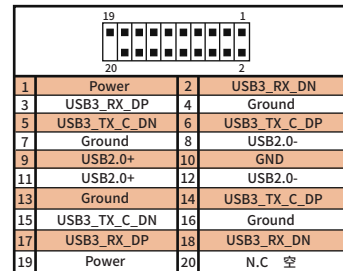 19 1
20 2
1 Power 2 USB3_RX_DN
3 USB3_RX_DP 4 Ground
5 USB3_TX_C_DN 6 USB3_TX_C_DP
7 Ground 8 USB2.0-
9 USB2.0+ 10 GND
11 USB2.0+ 12 USB2.0-
13 Ground 14 USB3_TX_C_DP
15 USB3_TX_C_DN 16 Ground
17 USB3_RX_DP 18 USB3_RX_DN
19 Power 20 N.C 空